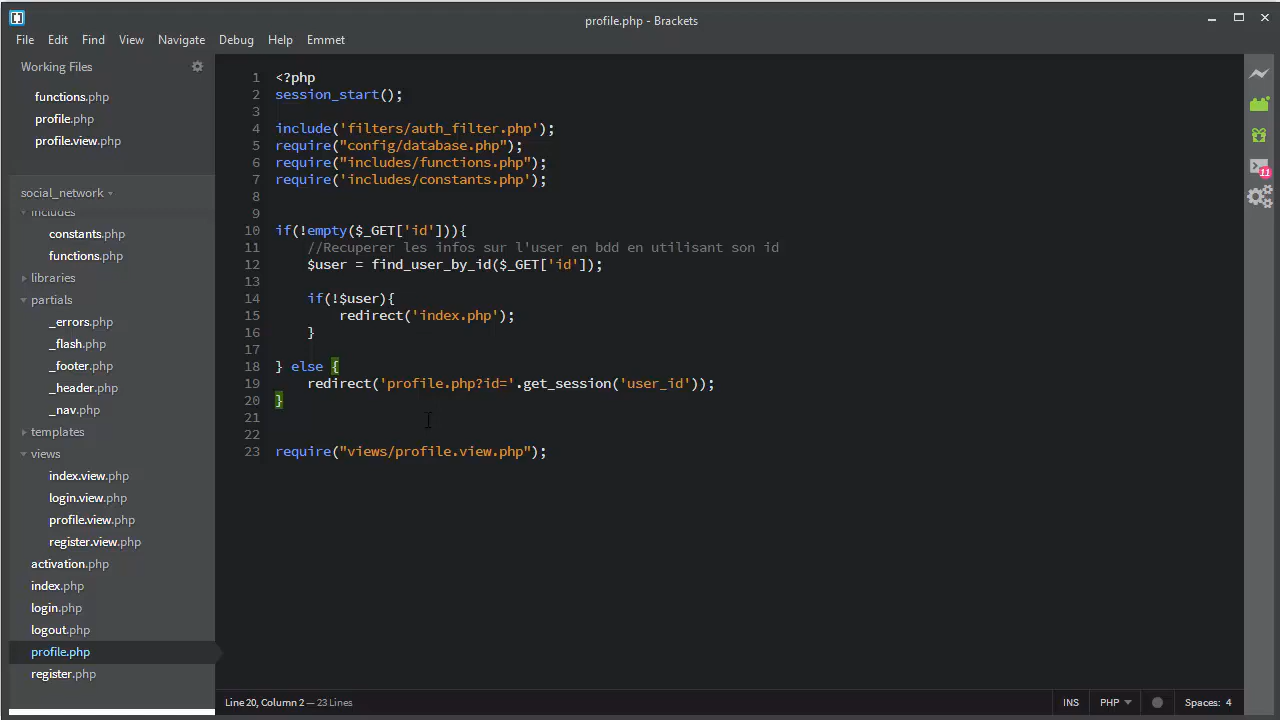 profile.php - Brackets
File Edit Find View Navigate Debug Help Emmet
Working Files
functions.php
profile.php
profile.view.php
social_network
includes
constants.php
functions.php
libraries
partials
_errors.php
_flash.php
_footer.php
_header.php
_nav.php
templates
views
index.view.php
login.view.php
profile.view.php
register.view.php
activation.php
index.php
login.php
logout.php
profile.php
register.php
1 <?php
2 session_start();
3
4 include('filters/auth_filter.php');
5 require("config/database.php");
6 require("includes/functions.php");
7 require('includes/constants.php');
8
9
10 if(!empty($_GET['id'])){
11 //Recuperer les infos sur l'user en bdd en utilisant son id
12 $user = find_user_by_id($_GET['id']);
13
14 if(!$user){
15 redirect('index.php');
16 }
17
18 } else {
19 redirect('profile.php?id='.get_session('user_id'));
20 }
21
22
23 require("views/profile.view.php");
11
Line 20, Column 2 — 23 Lines
INS PHP Spaces: 4